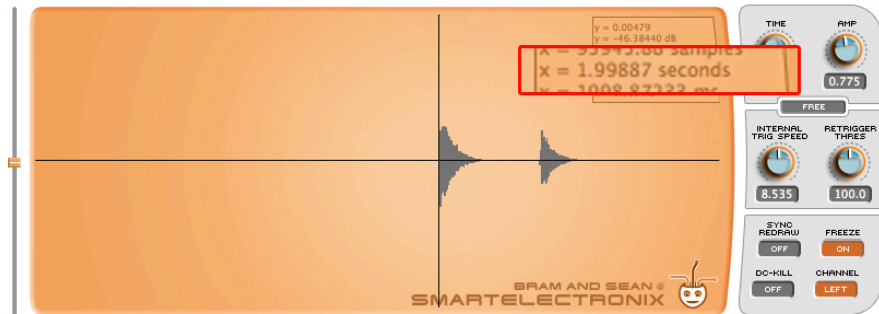 y = 0.00479
y = -46.38440 dB
x = 1.99887 seconds
TIME
AMP
0.775
FREE
INTERNAL
TRIG SPEED
RETRIGGER
THRES
8.535
100.0
SYNC
REDRAW
FREEZE
OFF
ON
DC-KILL
CHANNEL
OFF
LEFT
BRAM AND SEAN @
SMARTELECTRONIX